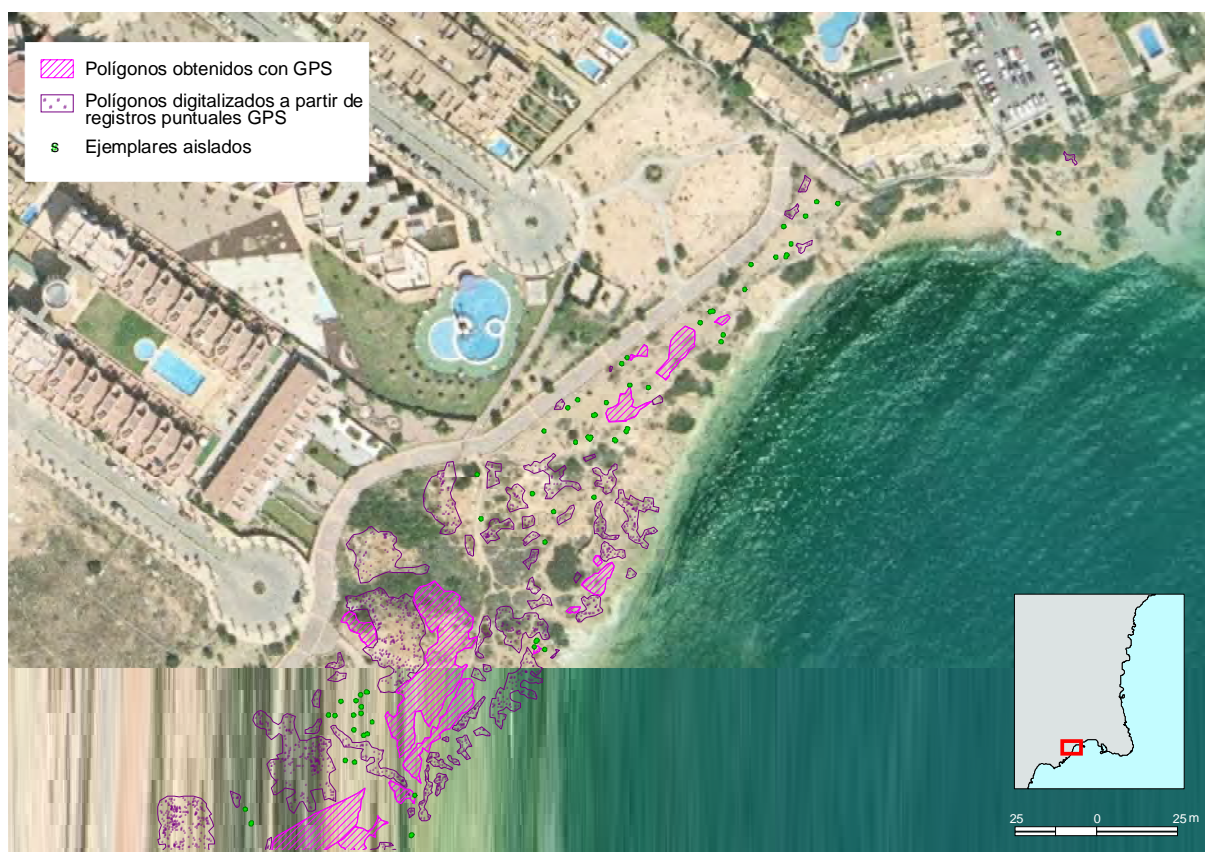 Polígonos obtenidos con GPS
Polígonos digitalizados a partir de
registros puntuales GPS
s Ejemplares aislados
25 0 25 m